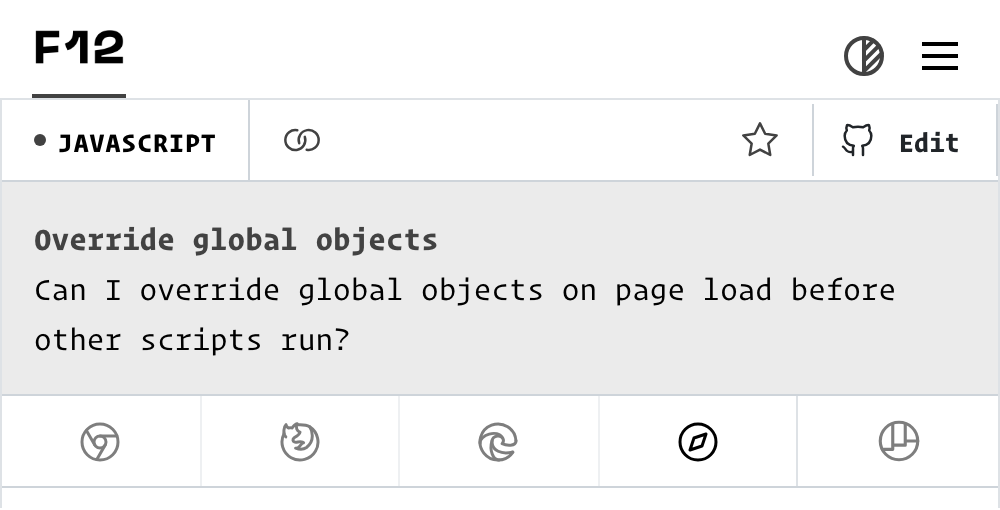 F12
JAVASCRIPT
Edit
Override global objects
Can I override global objects on page load before
other scripts run?